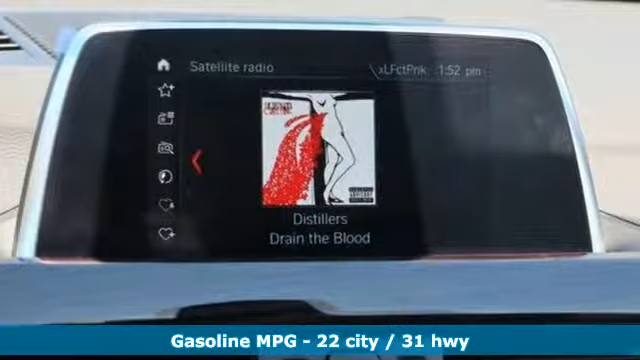 Satellite radio
xLFctPnk 1:52 pm
Distillers
Drain the Blood
Gasoline MPG - 22 city / 31 hwy